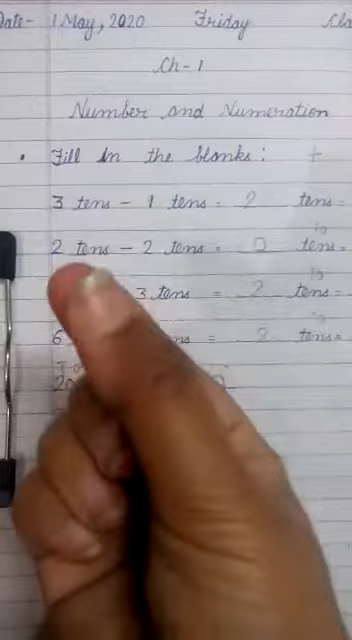 Date- 1 May, 2020 Friday Cla
Ch-1
Number and Numeration
. Fill in the blanks:
3 tens - 1 tens = 2 tens =
2 tens - 2 tens = 0 tens =
3 tens = 2 tens =
6 = 2 tens =